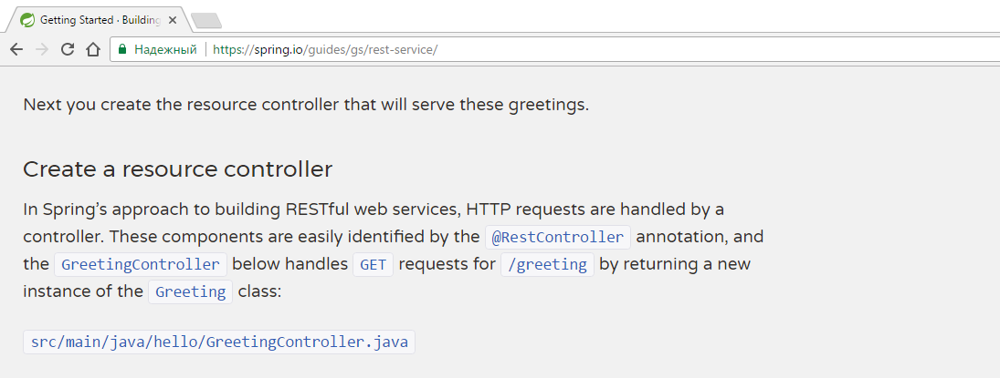 Getting Started · Building
Надежный https://spring.io/guides/gs/rest-service/
Next you create the resource controller that will serve these greetings.
Create a resource controller
In Spring’s approach to building RESTful web services, HTTP requests are handled by a
controller. These components are easily identified by the @RestController annotation, and
the GreetingController below handles GET requests for /greeting by returning a new
instance of the Greeting class:
src/main/java/hello/GreetingController.java